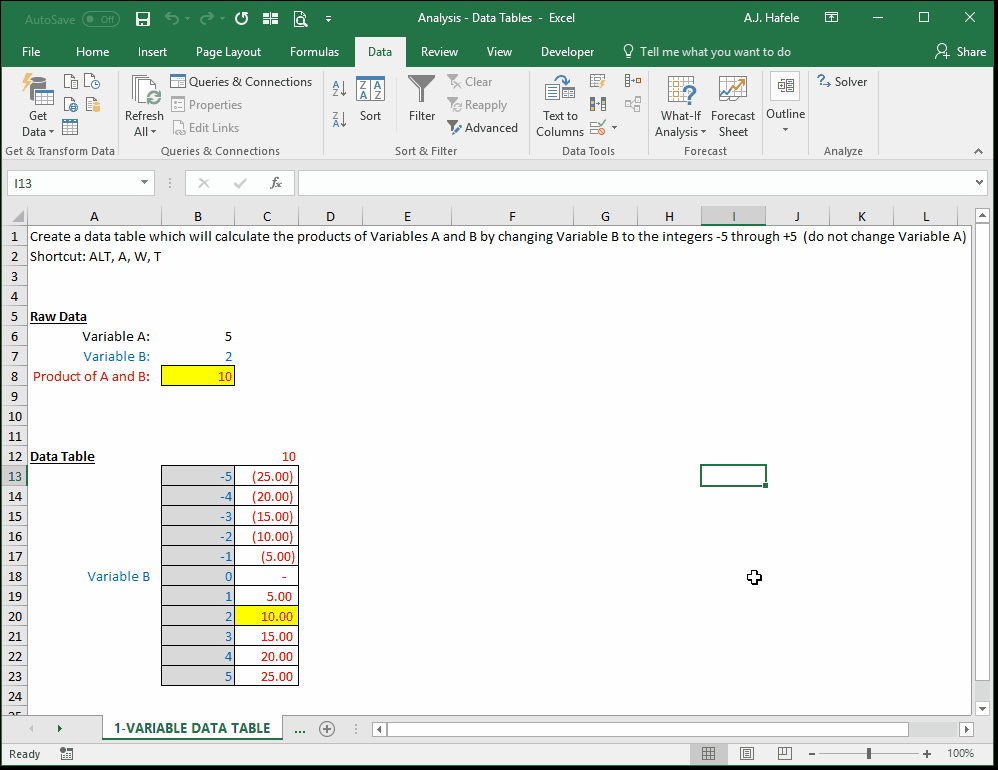 AutoSave Off Analysis - Data Tables - Excel A.J. Hafele
File Home Insert Page Layout Formulas Data Review View Developer Tell me what you want to do Share
Get Data
Refresh All
Queries & Connections
Properties
Edit Links
Sort
Filter
Clear
Reapply
Advanced
Text to Columns
What-If Analysis
Forecast Sheet
Outline
Solver
Get & Transform Data Queries & Connections Sort & Filter Data Tools Forecast Analyze
I13 fx
A B C D E F G H I J K L
1 Create a data table which will calculate the products of Variables A and B by changing Variable B to the integers -5 through +5 (do not change Variable A)
2 Shortcut: ALT, A, W, T
3
4
5 Raw Data
6 Variable A: 5
7 Variable B: 2
8 Product of A and B: 10
9
10
11
12 Data Table 10
13 -5 (25.00)
14 -4 (20.00)
15 -3 (15.00)
16 -2 (10.00)
17 -1 (5.00)
18 Variable B 0 -
19 1 5.00
20 2 10.00
21 3 15.00
22 4 20.00
23 5 25.00
24
25
1-VARIABLE DATA TABLE ...
Ready 100%